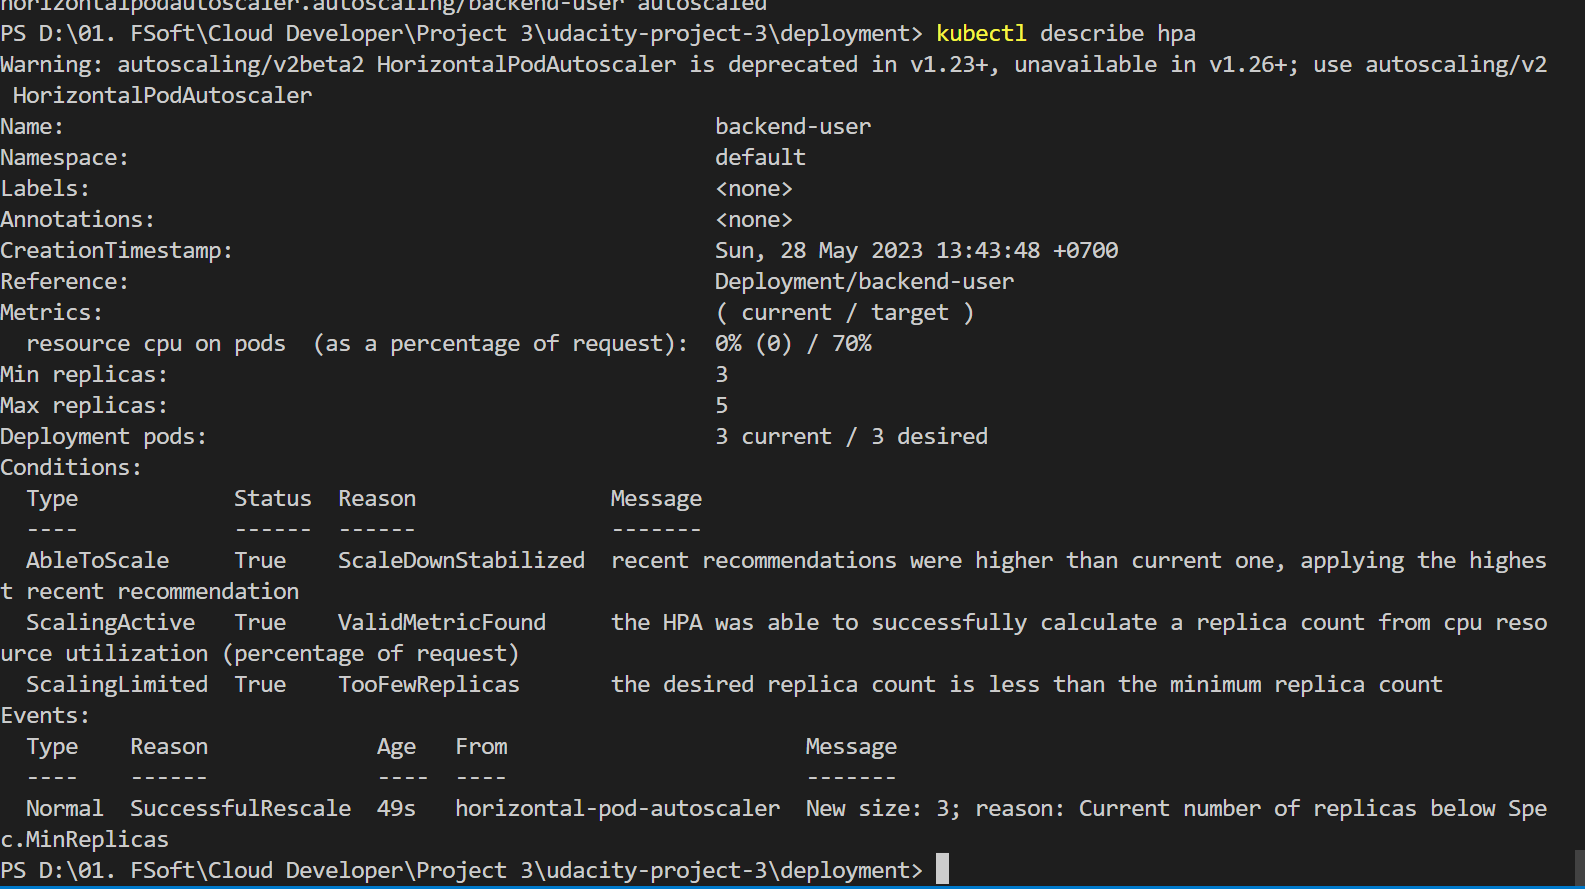 horizontalpodautoscaler.autoscaling/backend-user autoscaled
PS D:\01. FSoft\Cloud Developer\Project 3\udacity-project-3\deployment> kubectl describe hpa
Warning: autoscaling/v2beta2 HorizontalPodAutoscaler is deprecated in v1.23+, unavailable in v1.26+; use autoscaling/v2
 HorizontalPodAutoscaler
Name:                                                  backend-user
Namespace:                                             default
Labels:                                                <none>
Annotations:                                           <none>
CreationTimestamp:                                     Sun, 28 May 2023 13:43:48 +0700
Reference:                                             Deployment/backend-user
Metrics:                                               ( current / target )
  resource cpu on pods  (as a percentage of request):  0% (0) / 70%
Min replicas:                                          3
Max replicas:                                          5
Deployment pods:                                       3 current / 3 desired
Conditions:
  Type            Status  Reason               Message
  ----            ------  ------               -------
  AbleToScale     True    ScaleDownStabilized  recent recommendations were higher than current one, applying the highes
t recent recommendation
  ScalingActive   True    ValidMetricFound     the HPA was able to successfully calculate a replica count from cpu reso
urce utilization (percentage of request)
  ScalingLimited  True    TooFewReplicas       the desired replica count is less than the minimum replica count
Events:
  Type    Reason             Age   From                       Message
  ----    ------             ----  ----                       -------
  Normal  SuccessfulRescale  49s   horizontal-pod-autoscaler  New size: 3; reason: Current number of replicas below Spe
c.MinReplicas
PS D:\01. FSoft\Cloud Developer\Project 3\udacity-project-3\deployment>